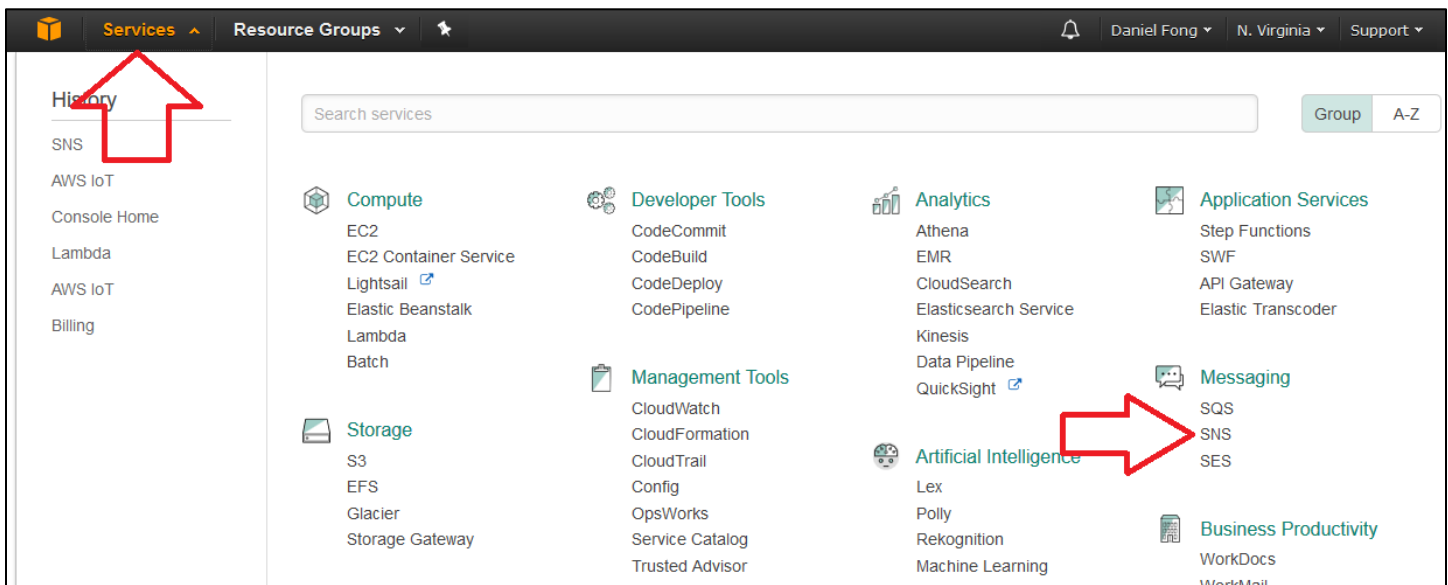 Services
Resource Groups
Daniel Fong
N. Virginia
Support
History
SNS
AWS IoT
Console Home
Lambda
AWS IoT
Billing
Search services
Group
A-Z
Compute
EC2
EC2 Container Service
Lightsail
Elastic Beanstalk
Lambda
Batch
Storage
S3
EFS
Glacier
Storage Gateway
Developer Tools
CodeCommit
CodeBuild
CodeDeploy
CodePipeline
Management Tools
CloudWatch
CloudFormation
CloudTrail
Config
OpsWorks
Service Catalog
Trusted Advisor
Analytics
Athena
EMR
CloudSearch
Elasticsearch Service
Kinesis
Data Pipeline
QuickSight
Artificial Intelligence
Lex
Polly
Rekognition
Machine Learning
Application Services
Step Functions
SWF
API Gateway
Elastic Transcoder
Messaging
SQS
SNS
SES
Business Productivity
WorkDocs
WorkMail